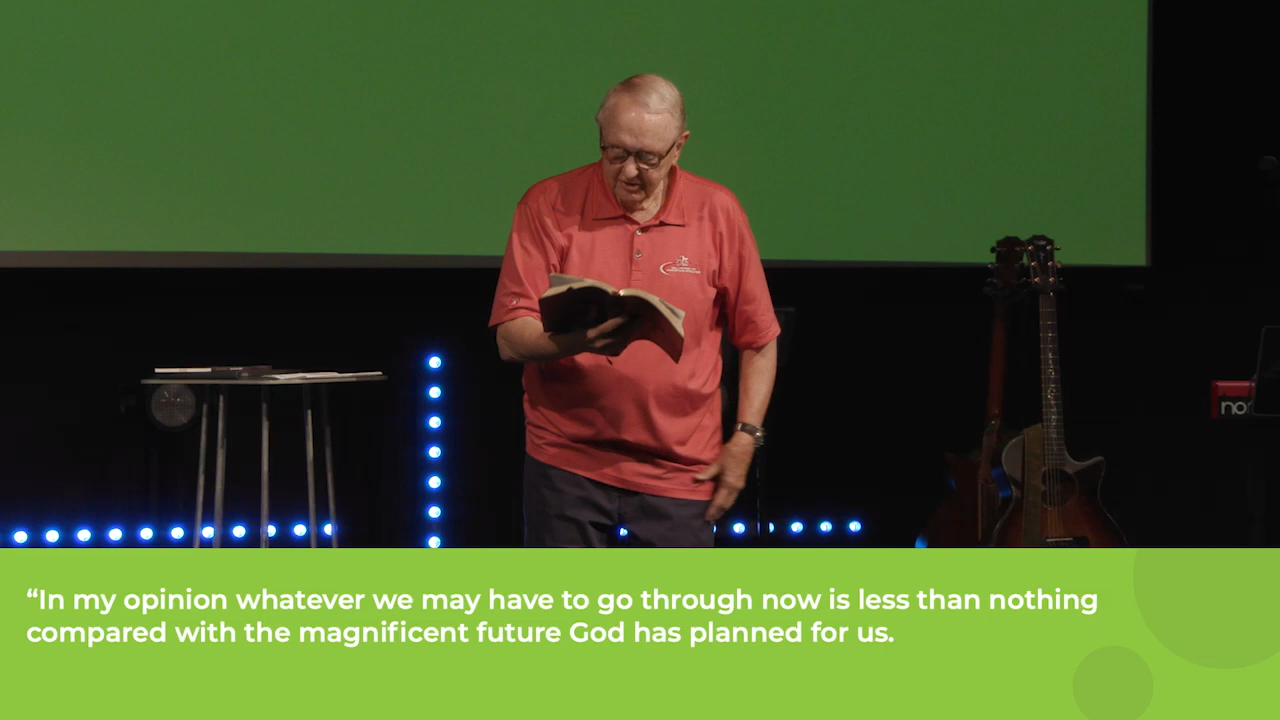 no
“In my opinion whatever we may have to go through now is less than nothing
compared with the magnificent future God has planned for us.